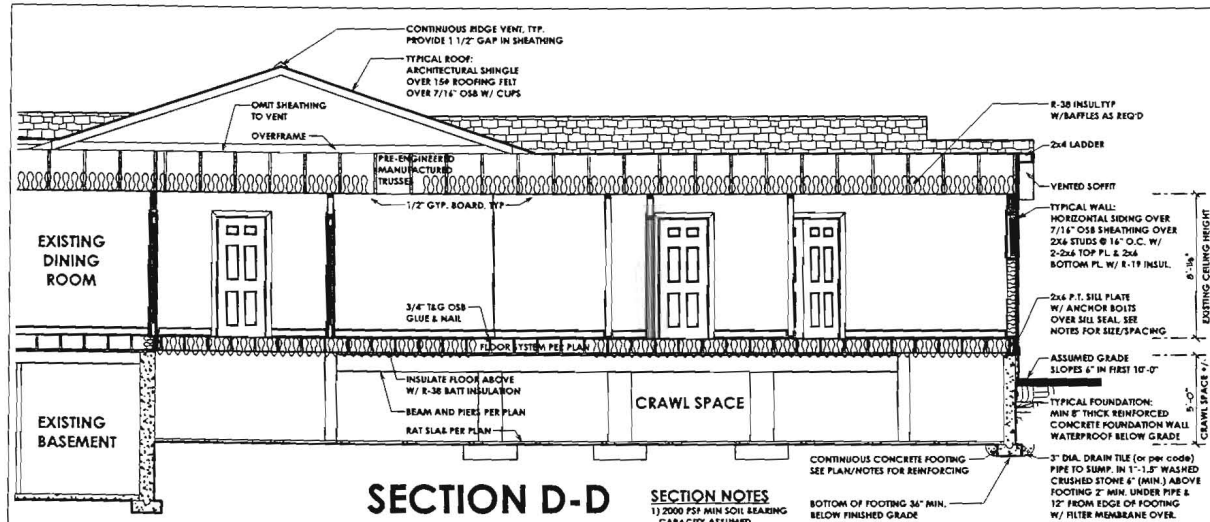 CONTINUOUS RIDGE VENT, TYP.
PROVIDE 1 1/2" GAP IN SHEATHING
TYPICAL ROOF:
ARCHITECTURAL SHINGLE
OVER 15# ROOFING FELT
OVER 7/16" OSB W/ CLIPS
OMIT SHEATHING
TO VENT
OVERFRAME
PRE-ENGINEERED
MANUFACTURED
TRUSSES
1/2" GYP. BOARD, TYP
R-38 INSUL.TYP
W/BAFFLES AS REQ'D
2x4 LADDER
VENTED SOFFIT
TYPICAL WALL:
HORIZONTAL SIDING OVER
7/16" OSB SHEATHING OVER
2X6 STUDS @ 16" O.C. W/
2-2x6 TOP PL. & 2x6
BOTTOM PL. W/ R-19 INSUL.
EXISTING CEILING HEIGHT
EXISTING
DINING
ROOM
3/4" T&G OSB
GLUE & NAIL
FLOOR SYSTEM PER PLAN
2x6 P.T. SILL PLATE
W/ ANCHOR BOLTS
OVER SILL SEAL. SEE
NOTES FOR SIZE/SPACING
ASSUMED GRADE
SLOPES 6" IN FIRST 10'-0"
INSULATE FLOOR ABOVE
W/ R-38 BATT INSULATION
BEAM AND PIERS PER PLAN
RAT SLAB PER PLAN
CRAWL SPACE
5'-0"
CRAWL SPACE +/-
EXISTING
BASEMENT
TYPICAL FOUNDATION:
MIN 8" THICK REINFORCED
CONCRETE FOUNDATION WALL
WATERPROOF BELOW GRADE
CONTINUOUS CONCRETE FOOTING
SEE PLAN/NOTES FOR REINFORCING
3" DIA. DRAIN TILE (or per code)
PIPE TO SUMP. IN 1"-1.5" WASHED
CRUSHED STONE 6" (MIN.) ABOVE
FOOTING 2" MIN. UNDER PIPE &
12" FROM EDGE OF FOOTING
W/ FILTER MEMBRANE OVER.
BOTTOM OF FOOTING 36" MIN.
BELOW FINISHED GRADE
SECTION D-D
SECTION NOTES
1) 2000 PSF MIN SOIL BEARING
CAPACITY ASSUMED